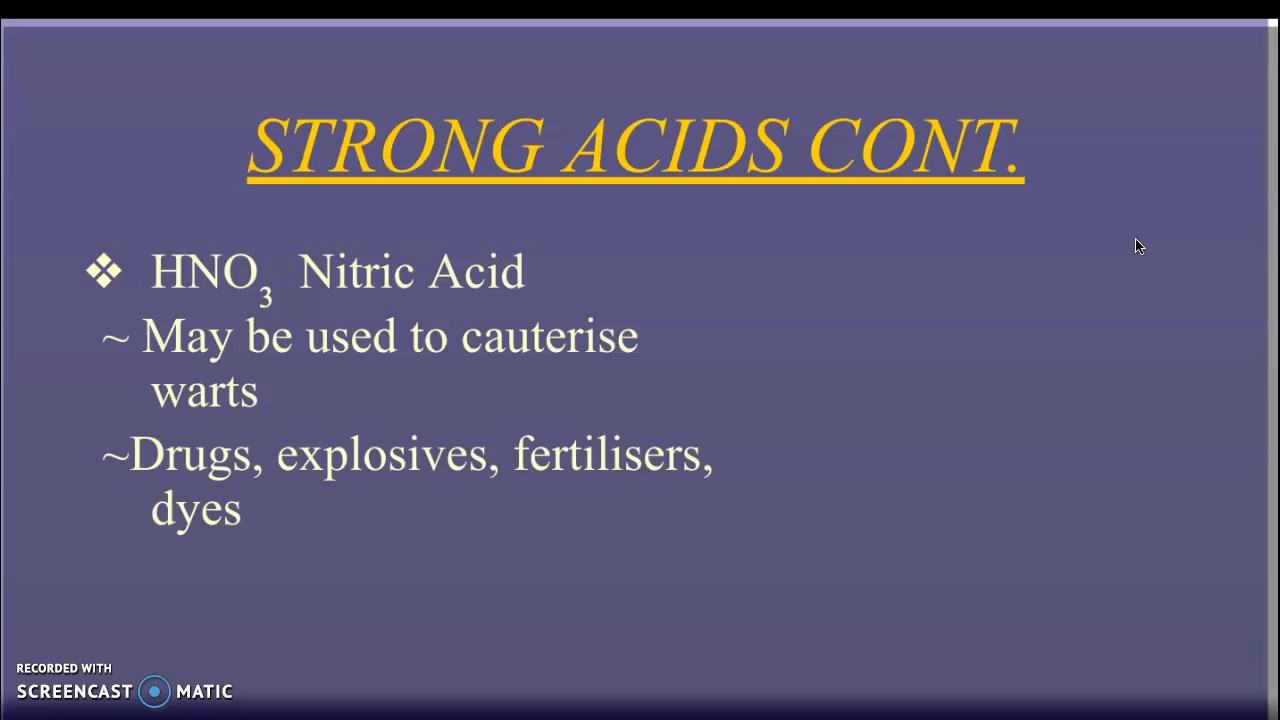 STRONG ACIDS CONT.
❖ HNO₃ Nitric Acid
~ May be used to cauterise
warts
~Drugs, explosives, fertilisers,
dyes
RECORDED WITH
SCREENCAST MATIC